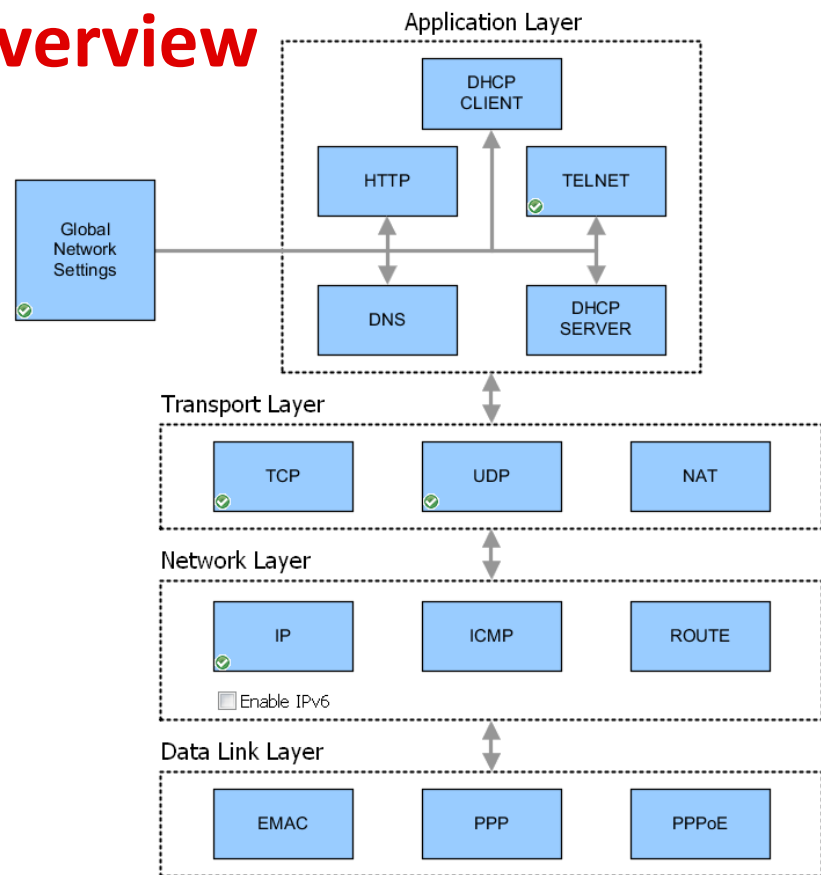 verview
Application Layer
DHCP
CLIENT
HTTP
TELNET
Global
Network
Settings
DNS
DHCP
SERVER
Transport Layer
TCP
UDP
NAT
Network Layer
IP
ICMP
ROUTE
Enable IPv6
Data Link Layer
EMAC
PPP
PPPoE